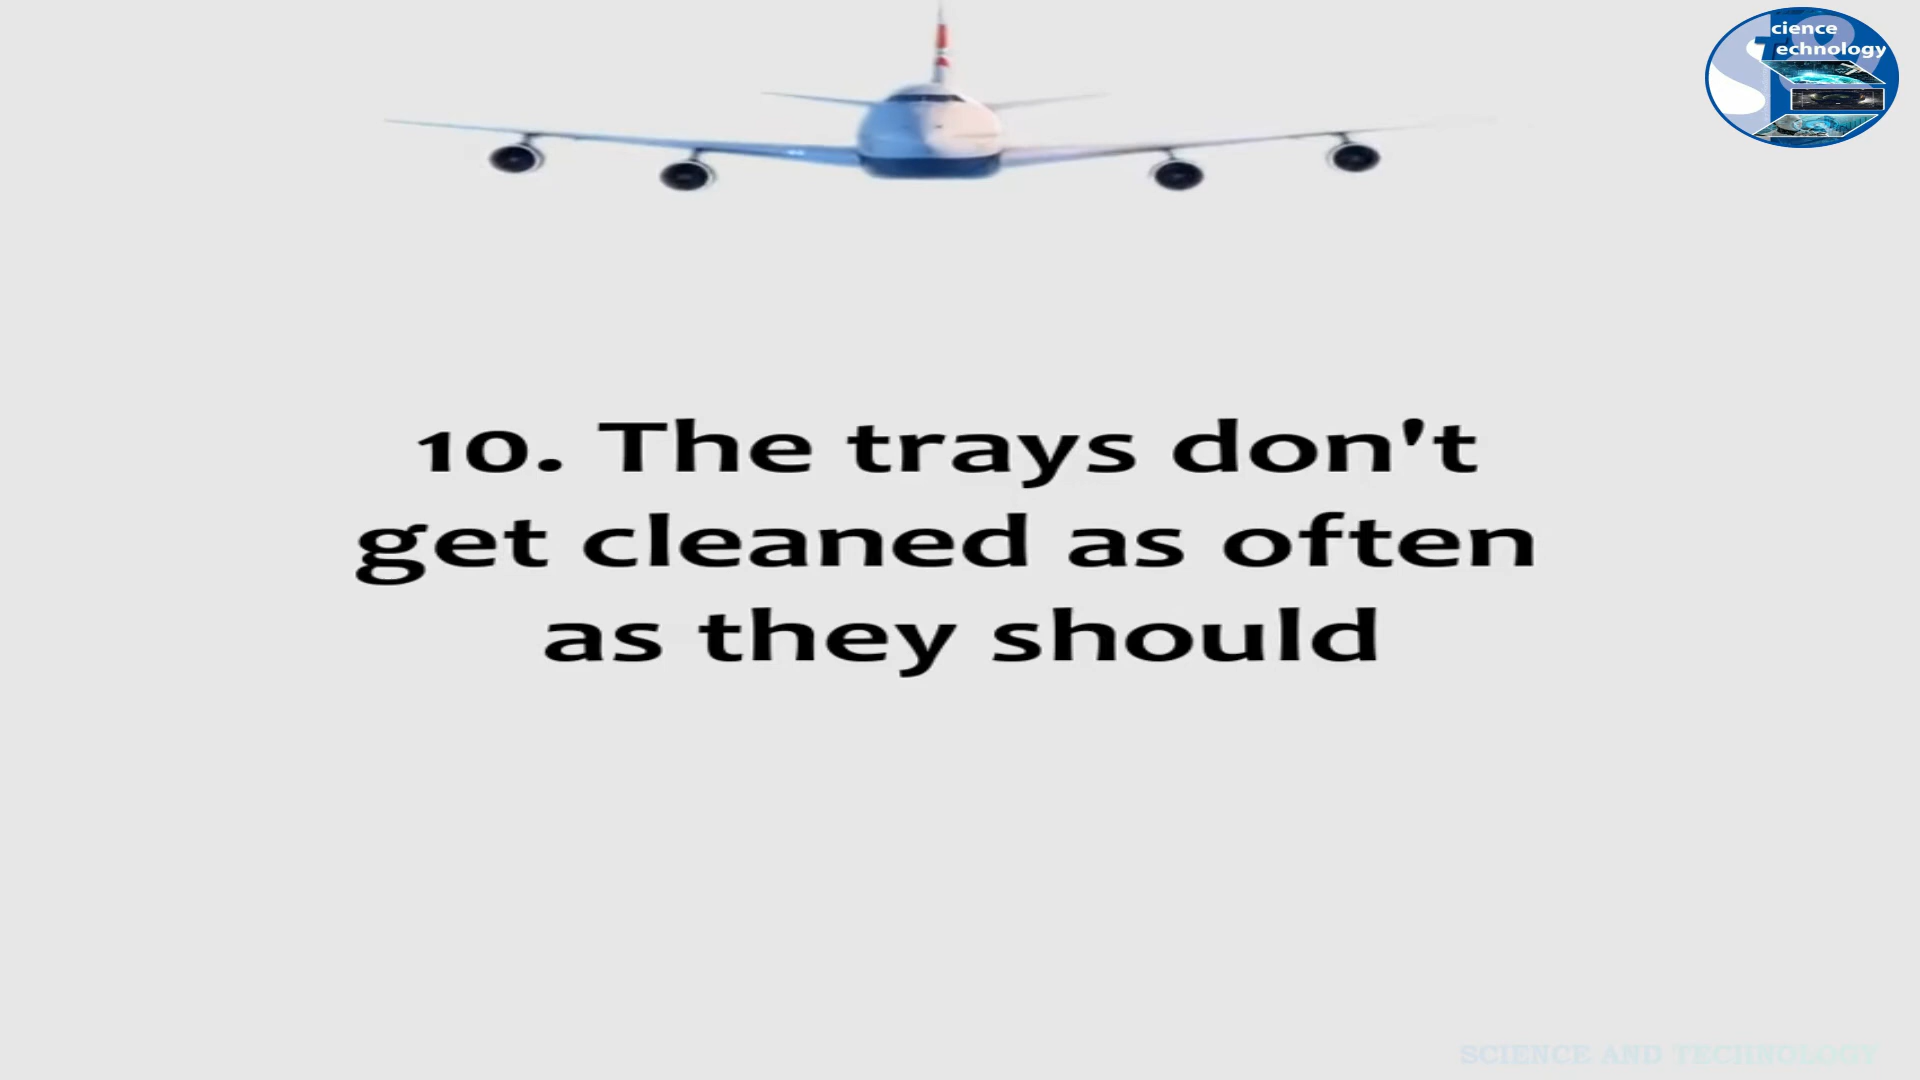 cience
echnology
10. The trays don't
get cleaned as often
as they should
SCIENCE AND TECHNOLOGY